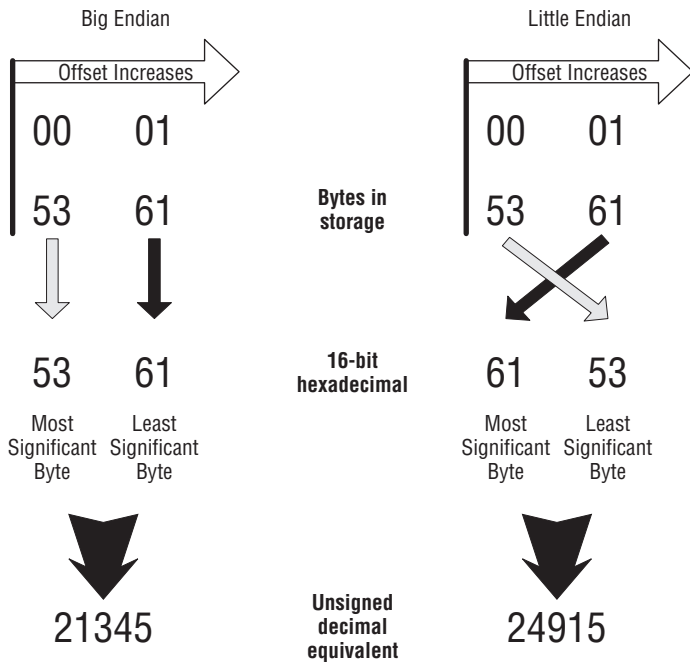 Big Endian
Little Endian
Offset Increases
Offset Increases
00 01
00 01
Bytes in
storage
53 61
53 61
16-bit
hexadecimal
53 61
61 53
Most
Significant
Byte
Least
Significant
Byte
Most
Significant
Byte
Least
Significant
Byte
21345
Unsigned
decimal
equivalent
24915